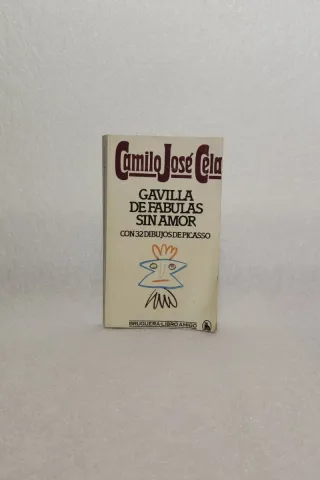 Camilo José Cela
GAVILLA
DE FABULAS
SIN AMOR
CON 32 DIBUJOS DE PICASSO
BRUGUERA LIBRO AMIGO